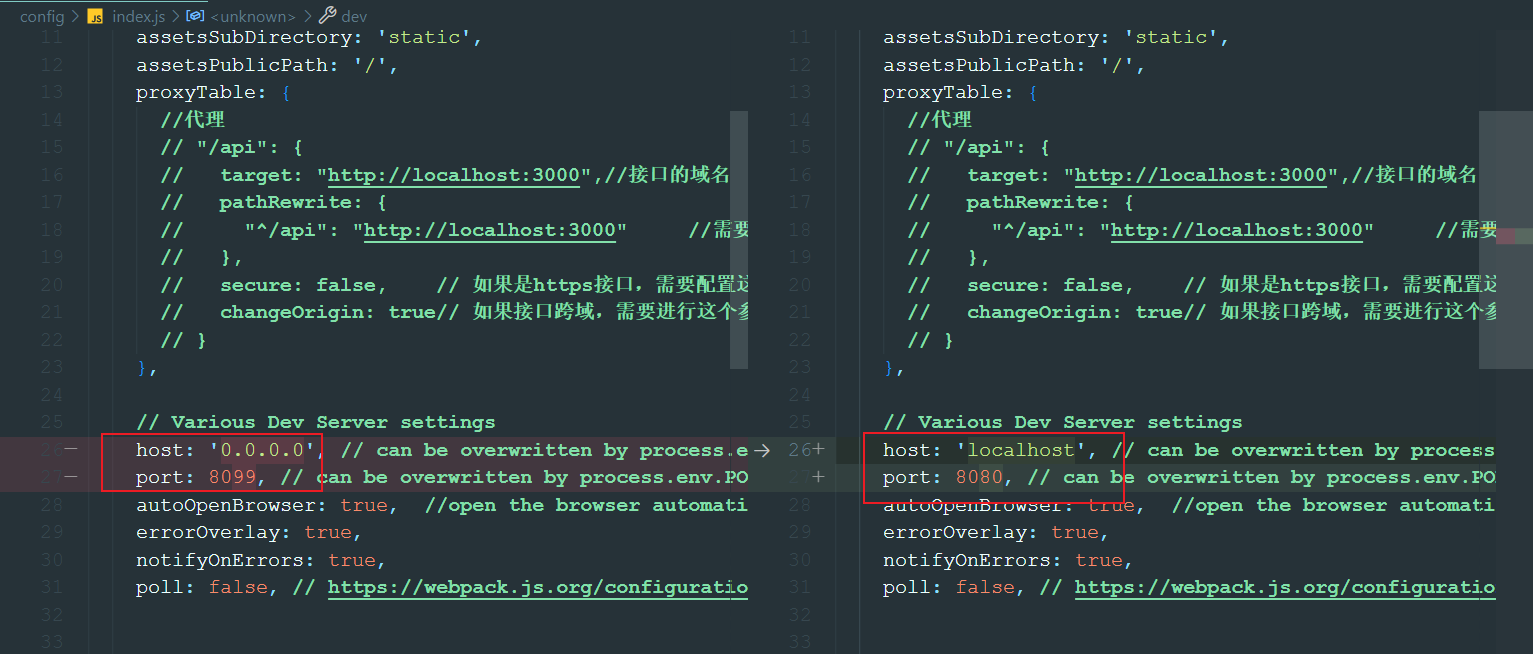 config > JS index.js > <unknown> > dev
11 assetsSubDirectory: 'static',
12 assetsPublicPath: '/',
13 proxyTable: {
14 //代理
15 // "/api": {
16 // target: "http://localhost:3000",//接口的域名
17 // pathRewrite: {
18 // "^/api": "http://localhost:3000" //需要
19 // },
20 // secure: false, // 如果是https接口，需要配置这
21 // changeOrigin: true// 如果接口跨域，需要进行这个参
22 // }
23 },
24
25 // Various Dev Server settings
26 host: '0.0.0.0', // can be overwritten by process.e
27 port: 8099, // can be overwritten by process.env.PO
28 autoOpenBrowser: true, //open the browser automati
29 errorOverlay: true,
30 notifyOnErrors: true,
31 poll: false, // https://webpack.js.org/configuratio
32
33
11 assetsSubDirectory: 'static',
12 assetsPublicPath: '/',
13 proxyTable: {
14 //代理
15 // "/api": {
16 // target: "http://localhost:3000",//接口的域名
17 // pathRewrite: {
18 // "^/api": "http://localhost:3000" //需要
19 // },
20 // secure: false, // 如果是https接口，需要配置这
21 // changeOrigin: true// 如果接口跨域，需要进行这个参
22 // }
23 },
24
25 // Various Dev Server settings
26+ host: 'localhost', // can be overwritten by process
27+ port: 8080, // can be overwritten by process.env.PO
28 autoOpenBrowser: true, //open the browser automati
29 errorOverlay: true,
30 notifyOnErrors: true,
31 poll: false, // https://webpack.js.org/configuratio
32
33